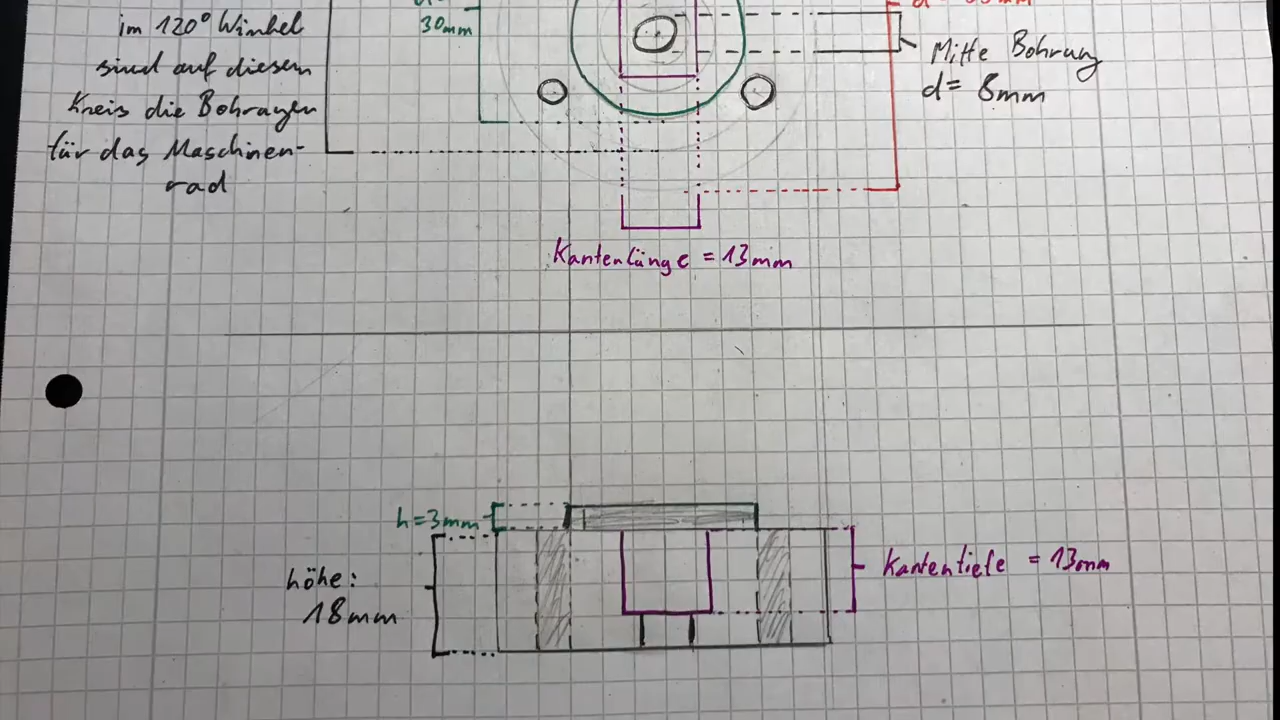 im 120° Winkel
sind auf diesem
Kreis die Bohrungen
für das Maschinen-
rad
30mm
Mitte Bohrung
d= 8mm
Kantenlänge = 13mm
h=3mm
höhe:
18mm
Kantentiefe = 13mm